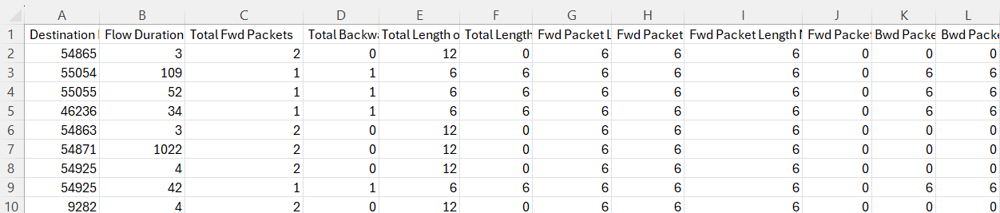 A B C D E F G H I J K L
1 Destination Flow Duration Total Fwd Packets Total Backwa Total Length o Total Length Fwd Packet L Fwd Packet Fwd Packet Length Fwd Packet Bwd Packe Bwd Packe
2 54865 3 2 0 12 0 6 6 6 0 0 0
3 55054 109 1 1 6 6 6 6 6 0 6 6
4 55055 52 1 1 6 6 6 6 6 0 6 6
5 46236 34 1 1 6 6 6 6 6 0 6 6
6 54863 3 2 0 12 0 6 6 6 0 0 0
7 54871 1022 2 0 12 0 6 6 6 0 0 0
8 54925 4 2 0 12 0 6 6 6 0 0 0
9 54925 42 1 1 6 6 6 6 6 0 6 6
10 9282 4 2 0 12 0 6 6 6 0 0 0